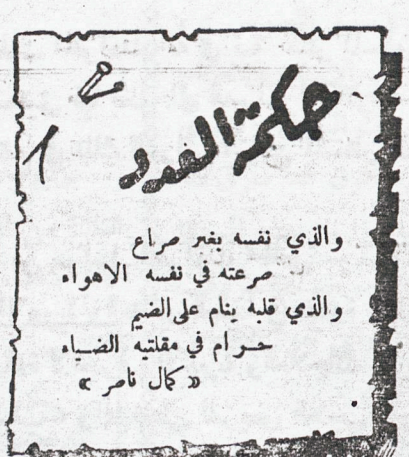 حكمة العدد
والذي نفسه بغير صراع
صرعته في نفسه الاهواء
والذي قلبه ينام على الضيم
حرام في مقلتيه الضياء
« كمال ناصر »